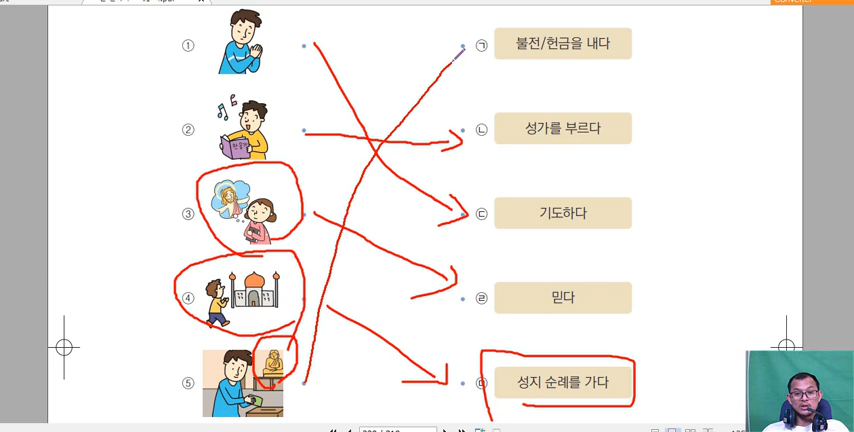 Converter
① ㉠ 불전/헌금을 내다
② ㉡ 성가를 부르다
③ ㉢ 기도하다
④ ㉣ 믿다
⑤ ㉤ 성지 순례를 가다